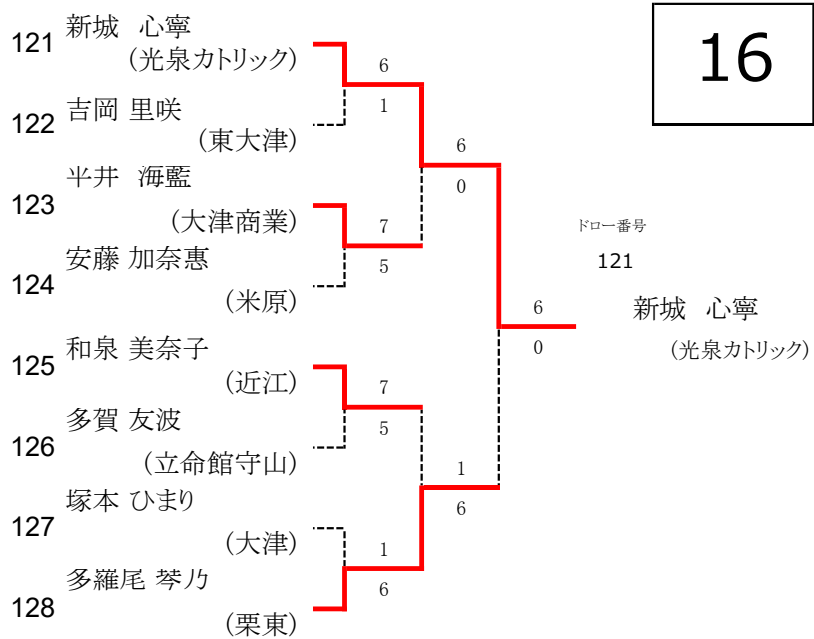 16
121 新城 心寧
(光泉カトリック)
6
1
122 吉岡 里咲
(東大津)
6
0
123 平井 海藍
(大津商業)
7
5
124 安藤 加奈惠
(米原)
ドロー番号
121
新城 心寧
(光泉カトリック)
6
0
125 和泉 美奈子
(近江)
7
5
126 多賀 友波
(立命館守山)
1
6
127 塚本 ひまり
(大津)
1
6
128 多羅尾 琴乃
(栗東)